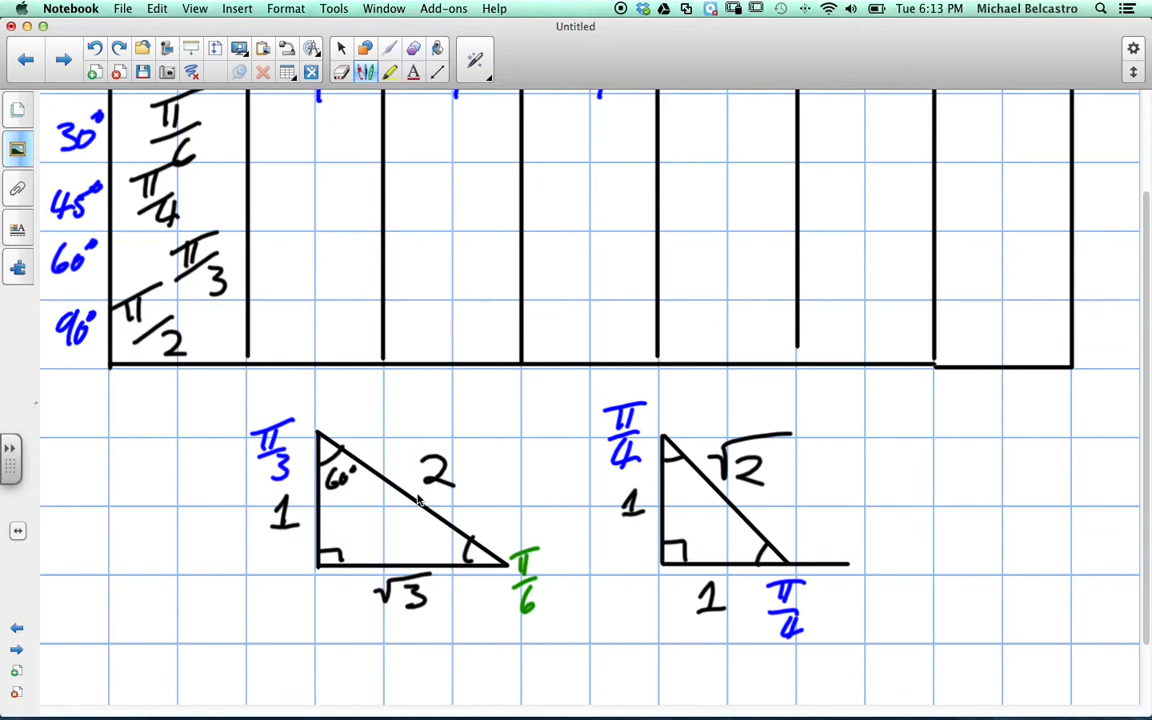 Notebook File Edit View Insert Format Tools Window Add-ons Help Tue 6:13 PM Michael Belcastro
Untitled
30° π/6
45° π/4
60° π/3
90° π/2
π/3 60° 2 1 √3 π/6
π/4 √2 1 1 π/4